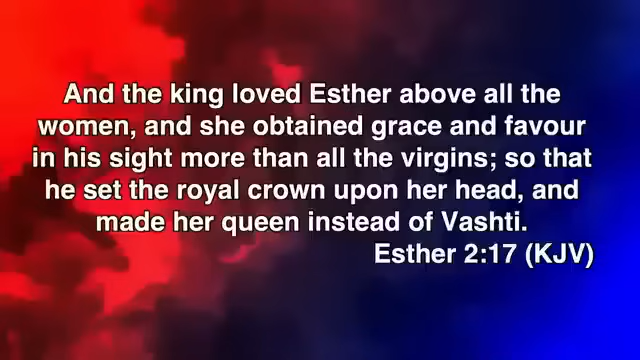 And the king loved Esther above all the
women, and she obtained grace and favour
in his sight more than all the virgins; so that
he set the royal crown upon her head, and
made her queen instead of Vashti.
Esther 2:17 (KJV)